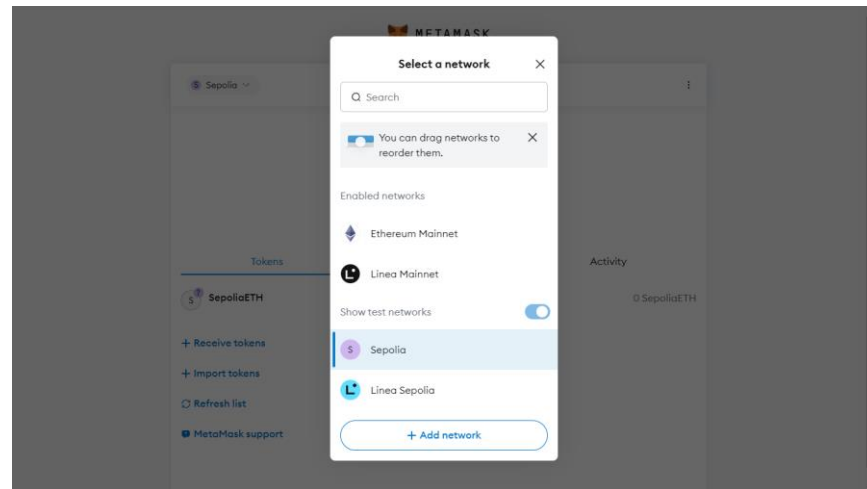 METAMASK
Select a network
S Sepolia
Search
You can drag networks to
reorder them.
Enabled networks
Ethereum Mainnet
Tokens
Activity
Linea Mainnet
S SepoliaETH
0 SepoliaETH
Show test networks
+ Receive tokens
S Sepolia
+ Import tokens
Linea Sepolia
Refresh list
MetaMask support
+ Add network